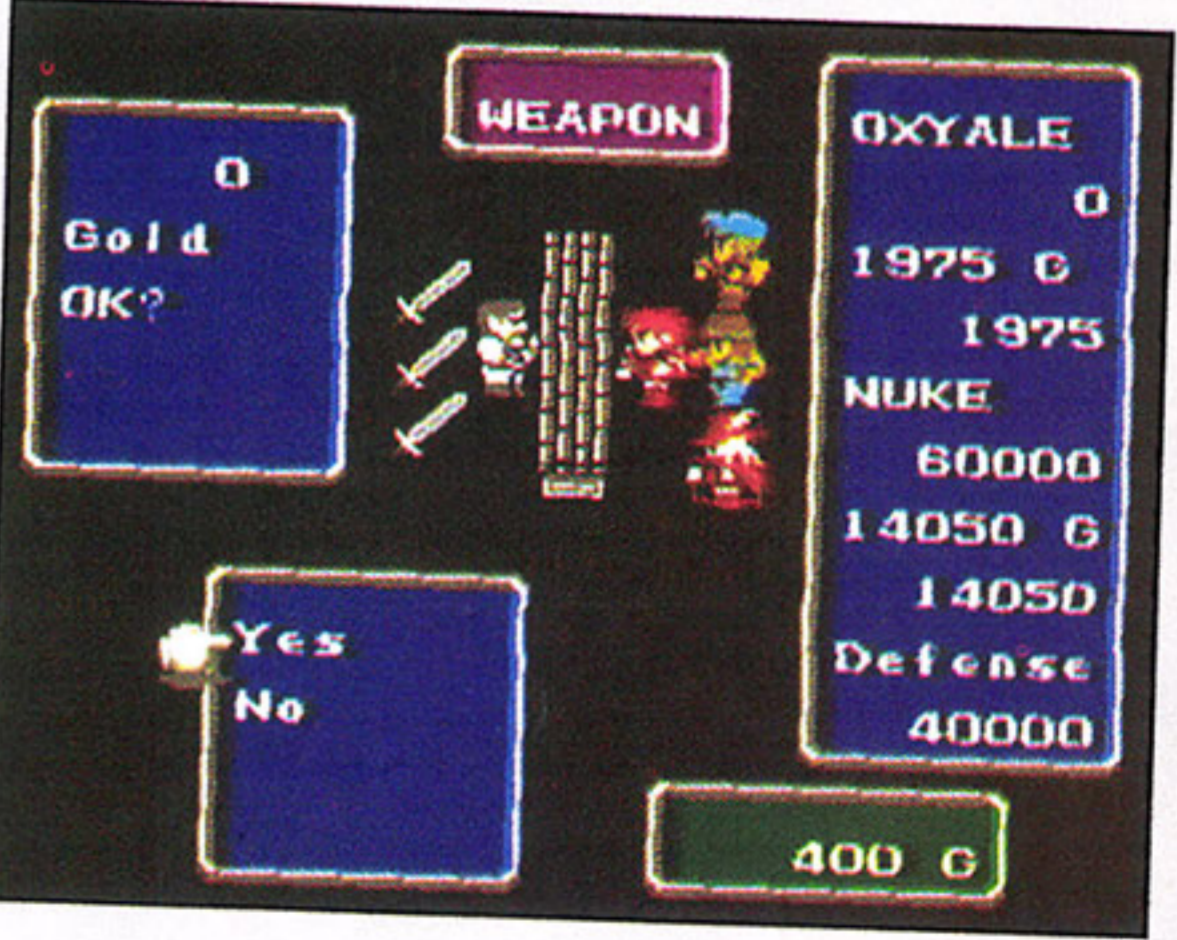 WEAPON
0
Gold
OK?
OXYALE
0
1975 G
1975
NUKE
60000
14050 G
14050
Defense
40000
Yes
No
400 G